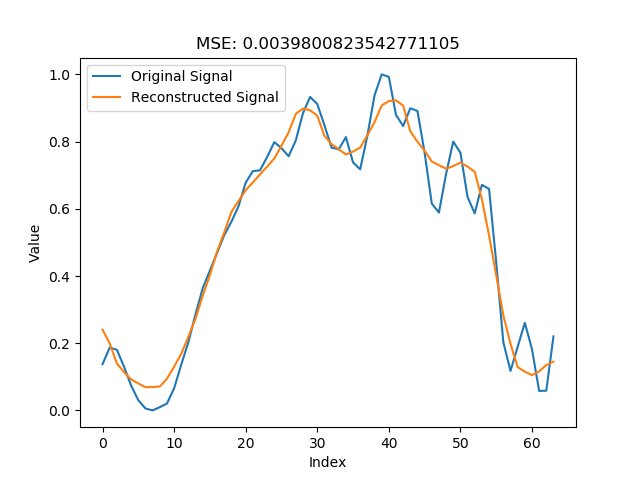 MSE: 0.0039800823542771105
Original Signal
Reconstructed Signal
1.0
0.8
0.6
0.4
0.2
0.0
Value
0 10 20 30 40 50 60
Index